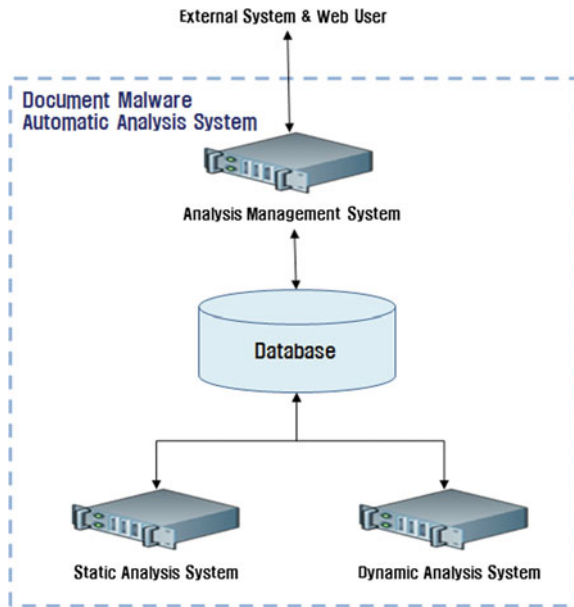 External System & Web User
Document Malware
Automatic Analysis System
Analysis Management System
Database
Static Analysis System
Dynamic Analysis System